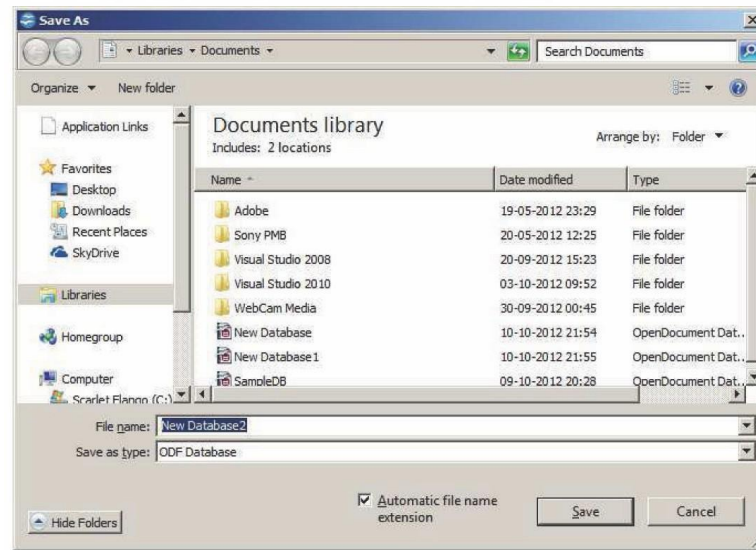 Save As
Libraries Documents
Search Documents
Organize New folder
Application Links
Favorites
Desktop
Downloads
Recent Places
SkyDrive
Libraries
Homegroup
Computer
Scarlet Elango (C:)
Documents library
Includes: 2 locations
Arrange by: Folder
Name Date modified Type
Adobe 19-05-2012 23:29 File folder
Sony PMB 20-05-2012 12:25 File folder
Visual Studio 2008 20-09-2012 15:23 File folder
Visual Studio 2010 03-10-2012 09:52 File folder
WebCam Media 30-09-2012 00:45 File folder
New Database 10-10-2012 21:54 OpenDocument Dat...
New Database1 10-10-2012 21:55 OpenDocument Dat...
SampleDB 09-10-2012 20:28 OpenDocument Dat...
File name: New Database2
Save as type: ODF Database
Automatic file name
extension
Hide Folders
Save
Cancel